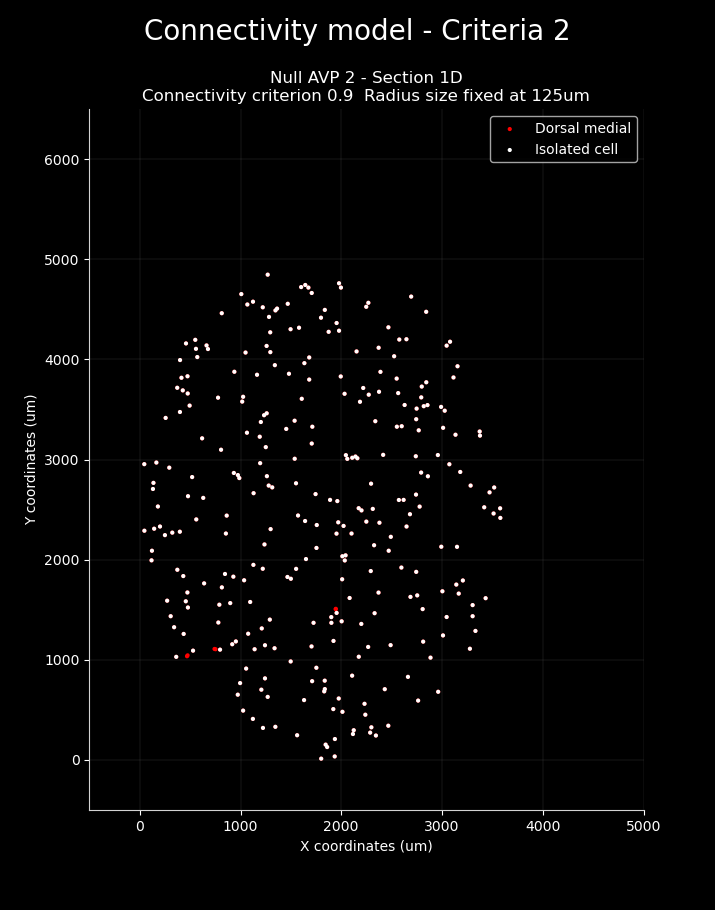 Connectivity model - Criteria 2
Null AVP 2 - Section 1D
Connectivity criterion 0.9  Radius size fixed at 125um
Dorsal medial
Isolated cell
6000
5000
4000
3000
2000
1000
0
Y coordinates (um)
0 1000 2000 3000 4000 5000
X coordinates (um)